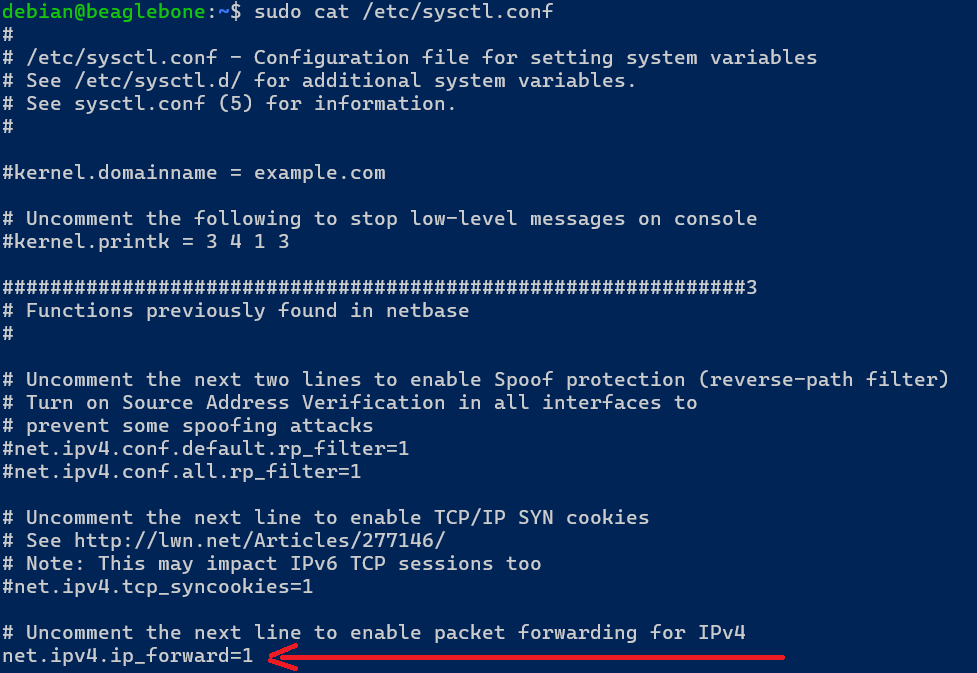 debian@beaglebone:~$ sudo cat /etc/sysctl.conf
#
# /etc/sysctl.conf - Configuration file for setting system variables
# See /etc/sysctl.d/ for additional system variables.
# See sysctl.conf (5) for information.
#
#kernel.domainname = example.com
# Uncomment the following to stop low-level messages on console
#kernel.printk = 3 4 1 3
##############################################################3
# Functions previously found in netbase
#
# Uncomment the next two lines to enable Spoof protection (reverse-path filter)
# Turn on Source Address Verification in all interfaces to
# prevent some spoofing attacks
#net.ipv4.conf.default.rp_filter=1
#net.ipv4.conf.all.rp_filter=1
# Uncomment the next line to enable TCP/IP SYN cookies
# See http://lwn.net/Articles/277146/
# Note: This may impact IPv6 TCP sessions too
#net.ipv4.tcp_syncookies=1
# Uncomment the next line to enable packet forwarding for IPv4
net.ipv4.ip_forward=1